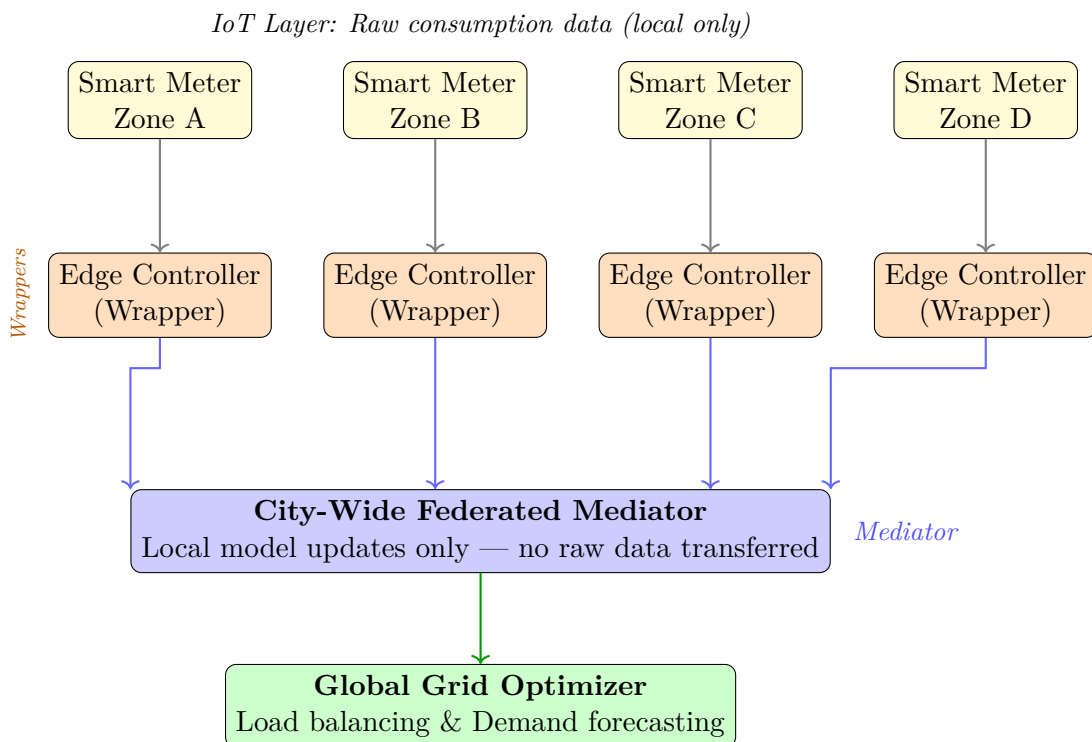 IoT Layer: Raw consumption data (local only)
Smart Meter
Zone A
Smart Meter
Zone B
Smart Meter
Zone C
Smart Meter
Zone D
Wrappers
Edge Controller
(Wrapper)
Edge Controller
(Wrapper)
Edge Controller
(Wrapper)
Edge Controller
(Wrapper)
City-Wide Federated Mediator
Local model updates only — no raw data transferred
Mediator
Global Grid Optimizer
Load balancing & Demand forecasting